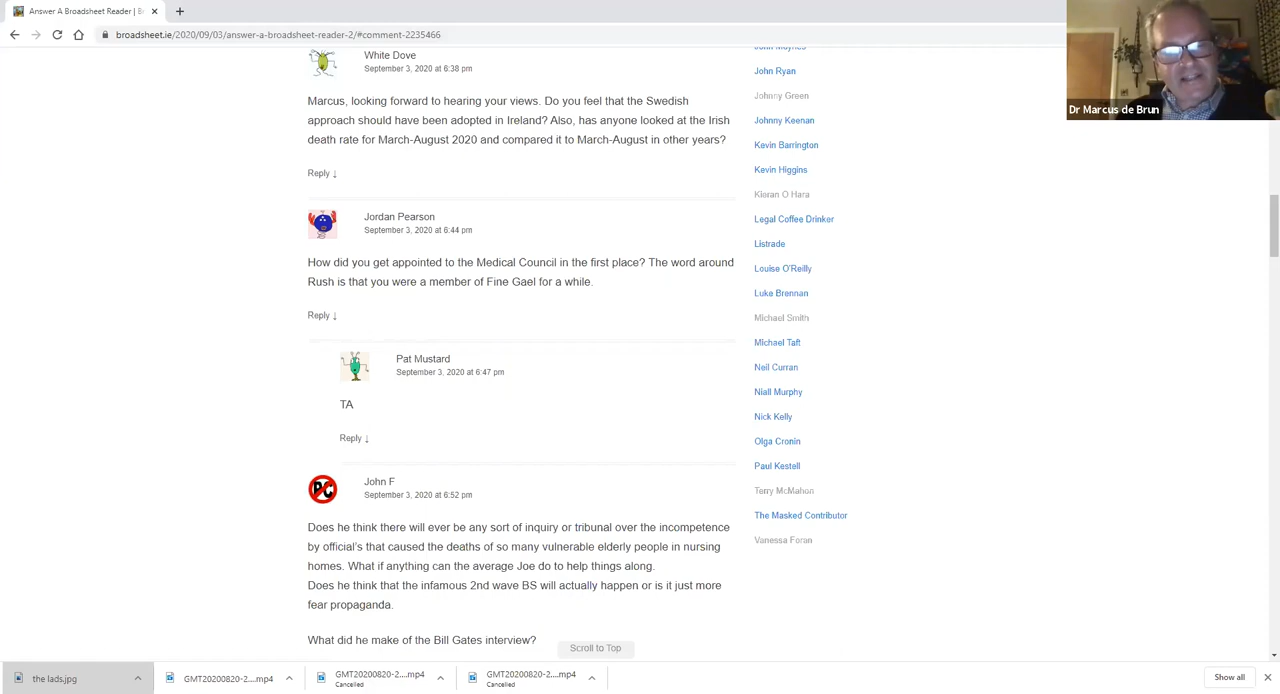 Answer A Broadsheet Reader | B
broadsheet.ie/2020/09/03/answer-a-broadsheet-reader-2/#comment-2235466
Dr Marcus de Brun
White Dove
September 3, 2020 at 6:38 pm
Marcus, looking forward to hearing your views. Do you feel that the Swedish
approach should have been adopted in Ireland? Also, has anyone looked at the Irish
death rate for March-August 2020 and compared it to March-August in other years?
Reply ↓
Jordan Pearson
September 3, 2020 at 6:44 pm
How did you get appointed to the Medical Council in the first place? The word around
Rush is that you were a member of Fine Gael for a while.
Reply ↓
Pat Mustard
September 3, 2020 at 6:47 pm
TA
Reply ↓
PC
John F
September 3, 2020 at 6:52 pm
Does he think there will ever be any sort of inquiry or tribunal over the incompetence
by official's that caused the deaths of so many vulnerable elderly people in nursing
homes. What if anything can the average Joe do to help things along.
Does he think that the infamous 2nd wave BS will actually happen or is it just more
fear propaganda.
What did he make of the Bill Gates interview?
Scroll to Top
John Ryan
Johnny Green
Johnny Keenan
Kevin Barrington
Kevin Higgins
Kieran O Hara
Legal Coffee Drinker
Listrade
Louise O'Reilly
Luke Brennan
Michael Smith
Michael Taft
Neil Curran
Niall Murphy
Nick Kelly
Olga Cronin
Paul Kestell
Terry McMahon
The Masked Contributor
Vanessa Foran
the lads.jpg
GMT20200820-2....mp4
GMT20200820-2....mp4
Cancelled
GMT20200820-2....mp4
Cancelled
Show all